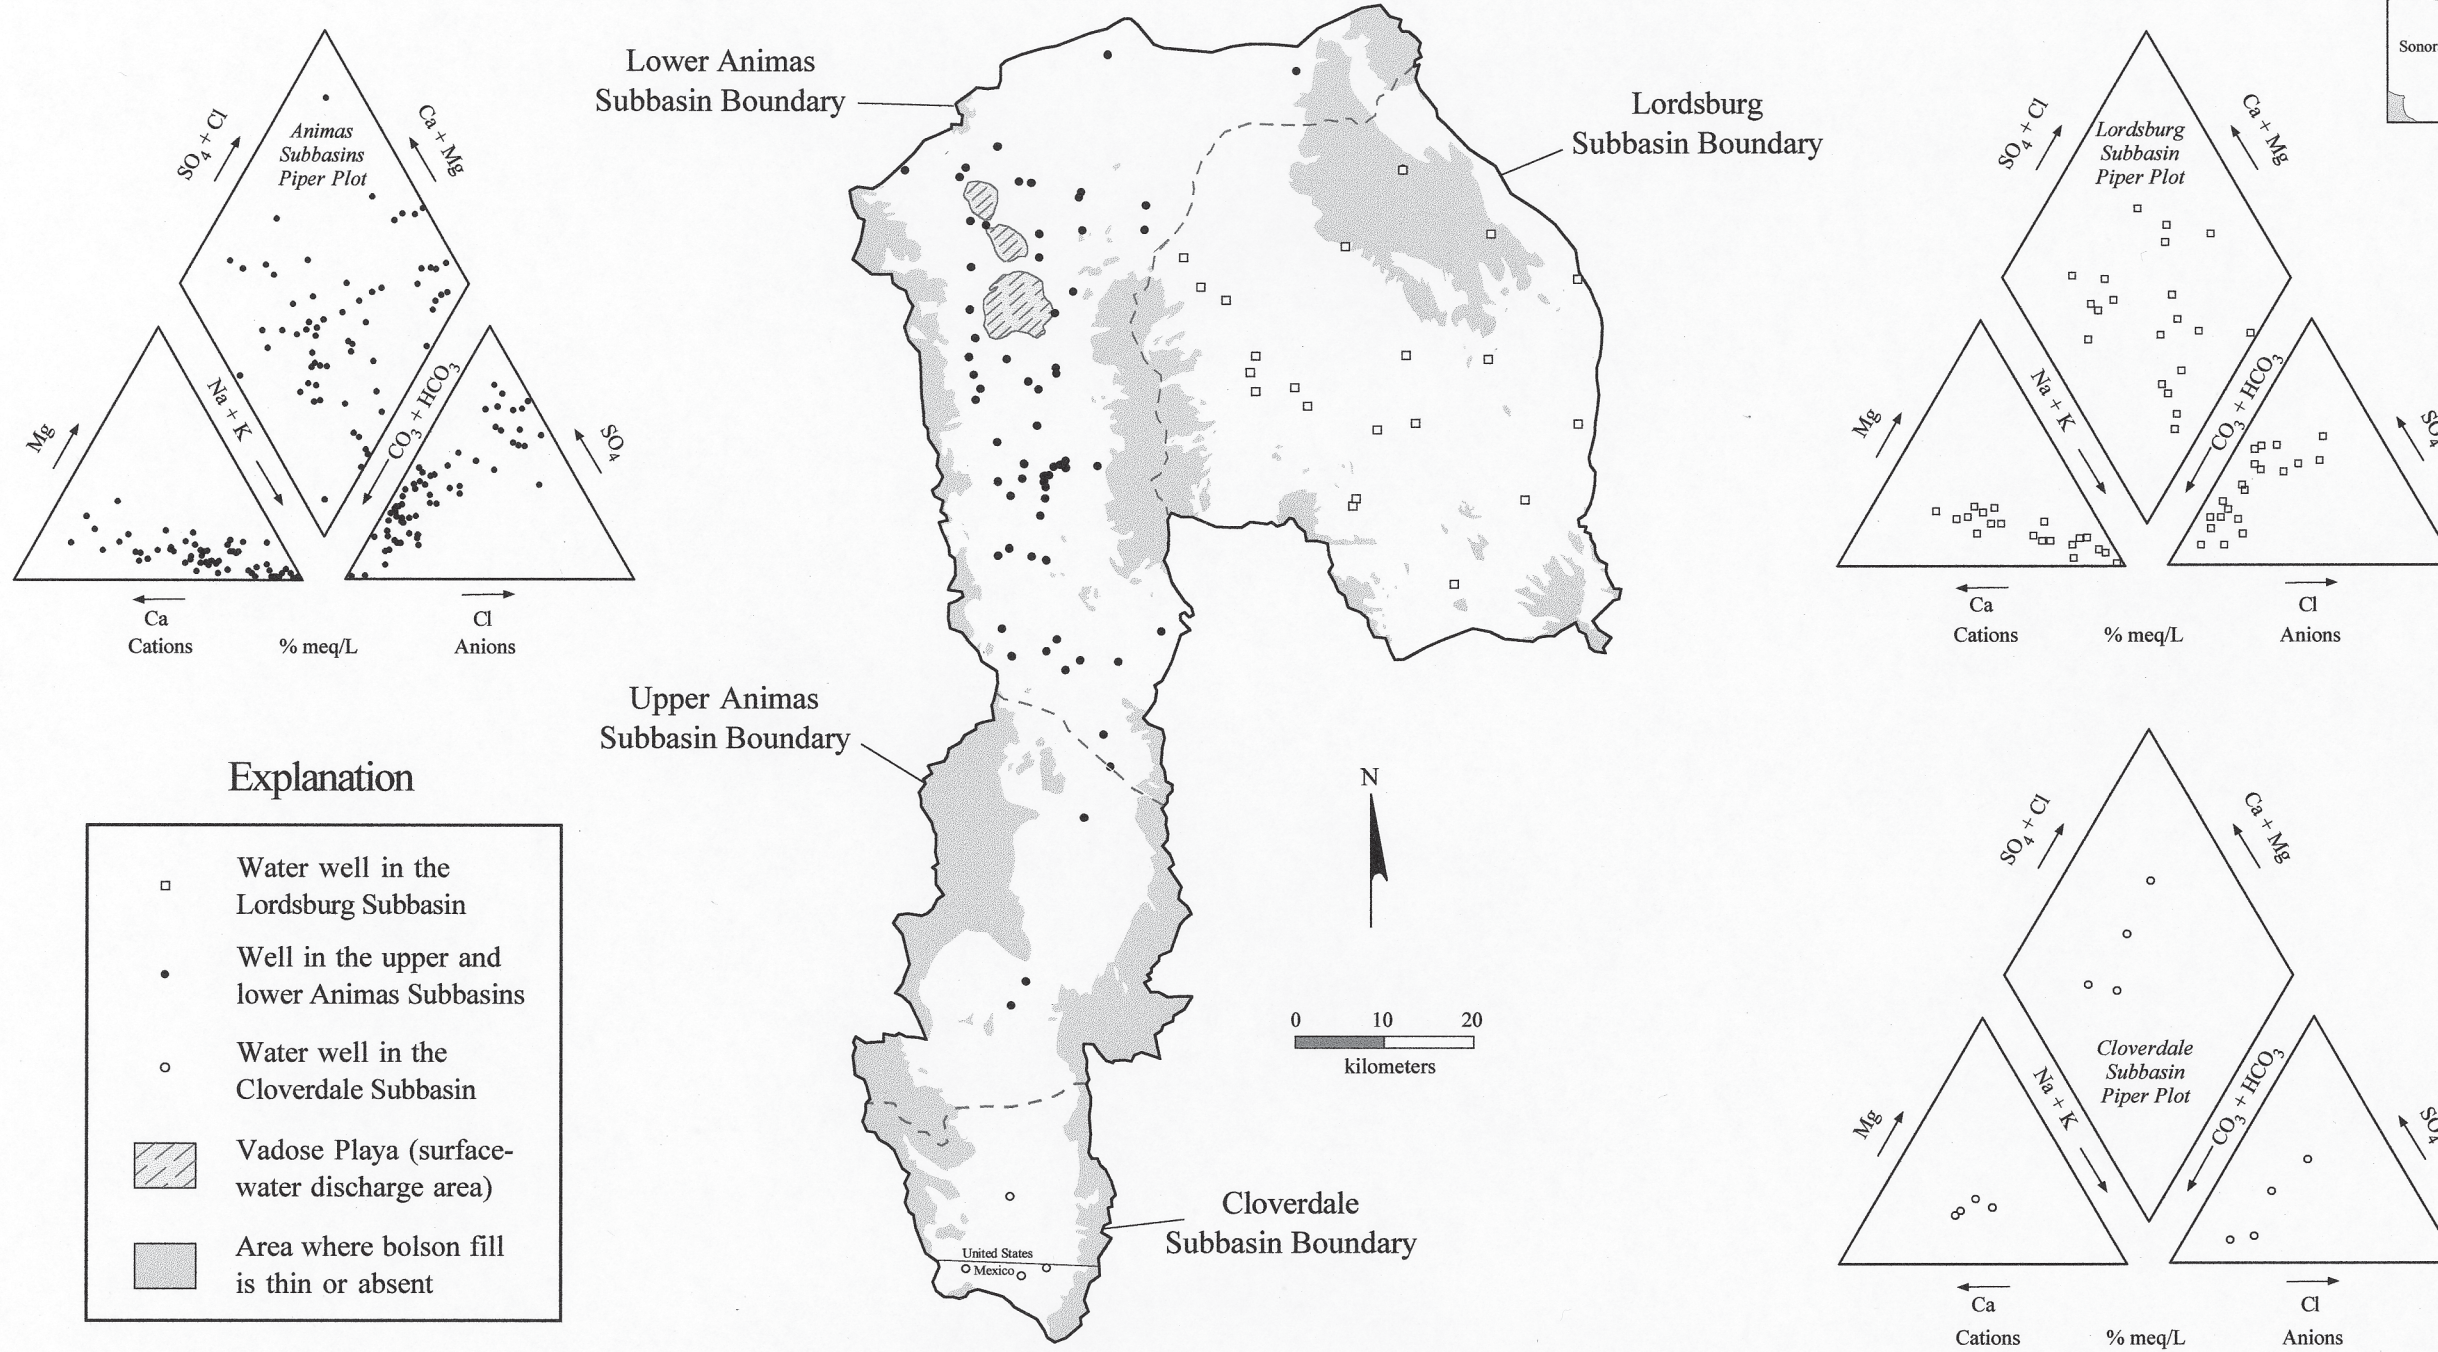 Lower Animas
Subbasin Boundary
Lordsburg
Subbasin Boundary
Sonor
SO4 + Cl
Ca + Mg
Animas
Subbasins
Piper Plot
Mg
Na + K
CO3 + HCO3
SO4
Ca
Cl
Cations
% meq/L
Anions
SO4 + Cl
Ca + Mg
Lordsburg
Subbasin
Piper Plot
Mg
Na + K
CO3 + HCO3
SO4
Ca
Cl
Cations
% meq/L
Anions
Upper Animas
Subbasin Boundary
Explanation
Water well in the
Lordsburg Subbasin
Well in the upper and
lower Animas Subbasins
Water well in the
Cloverdale Subbasin
Vadose Playa (surface-
water discharge area)
Area where bolson fill
is thin or absent
N
0 10 20
kilometers
Cloverdale
Subbasin Boundary
United States
Mexico
SO4 + Cl
Ca + Mg
Cloverdale
Subbasin
Piper Plot
Mg
Na + K
CO3 + HCO3
SO4
Ca
Cl
Cations
% meq/L
Anions